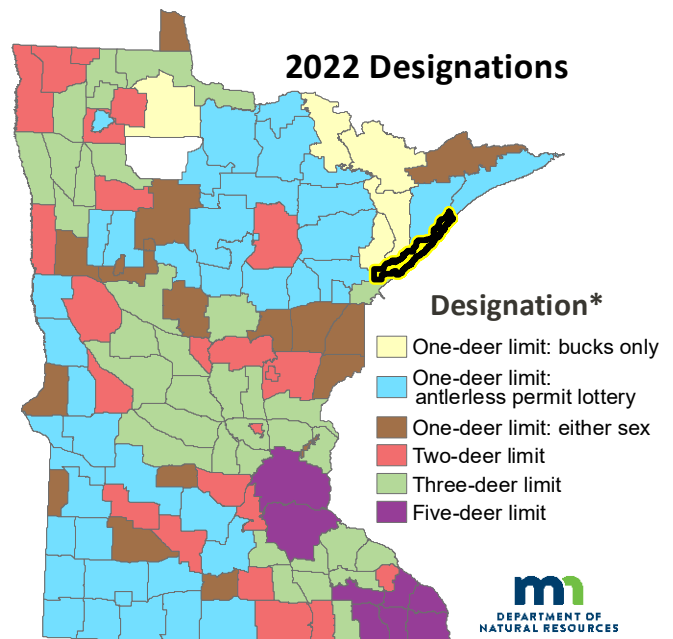 2022 Designations
Designation*
One-deer limit: bucks only
One-deer limit:
antlerless permit lottery
One-deer limit: either sex
Two-deer limit
Three-deer limit
Five-deer limit
mn
DEPARTMENT OF
NATURAL RESOURCES